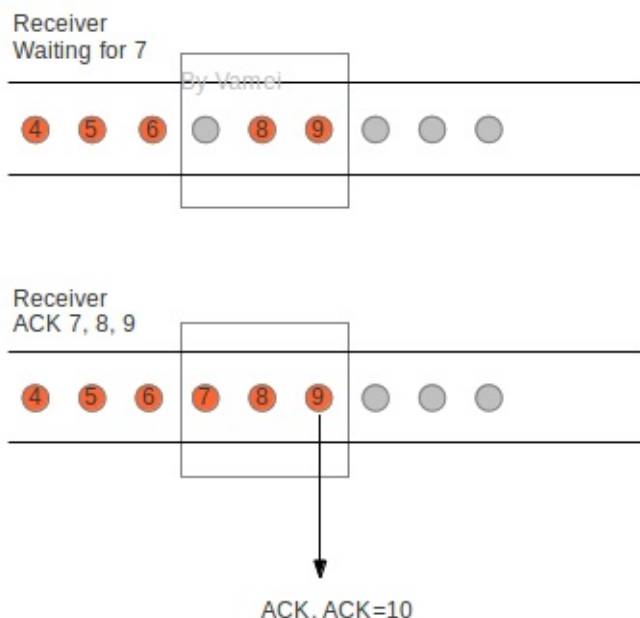 Receiver
Waiting for 7
By Vamei
4 5 6 8 9
Receiver
ACK 7, 8, 9
4 5 6 7 8 9
ACK, ACK=10